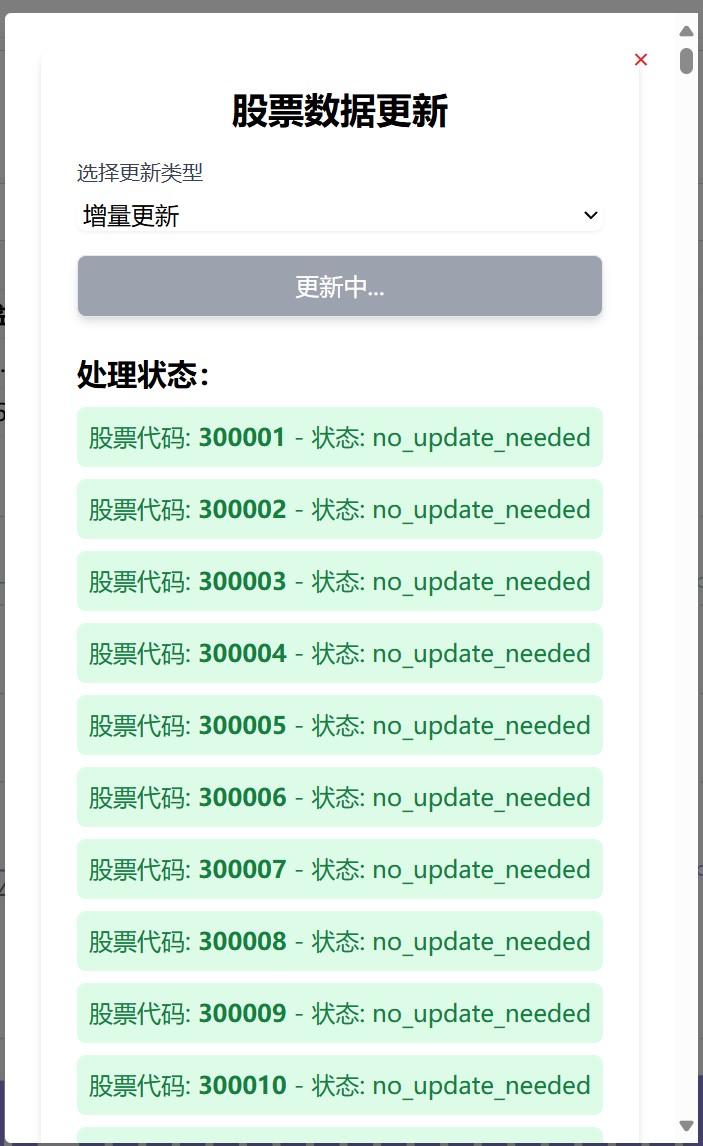 ×
股票数据更新
选择更新类型
增量更新
更新中...
处理状态：
股票代码: 300001 - 状态: no_update_needed
股票代码: 300002 - 状态: no_update_needed
股票代码: 300003 - 状态: no_update_needed
股票代码: 300004 - 状态: no_update_needed
股票代码: 300005 - 状态: no_update_needed
股票代码: 300006 - 状态: no_update_needed
股票代码: 300007 - 状态: no_update_needed
股票代码: 300008 - 状态: no_update_needed
股票代码: 300009 - 状态: no_update_needed
股票代码: 300010 - 状态: no_update_needed